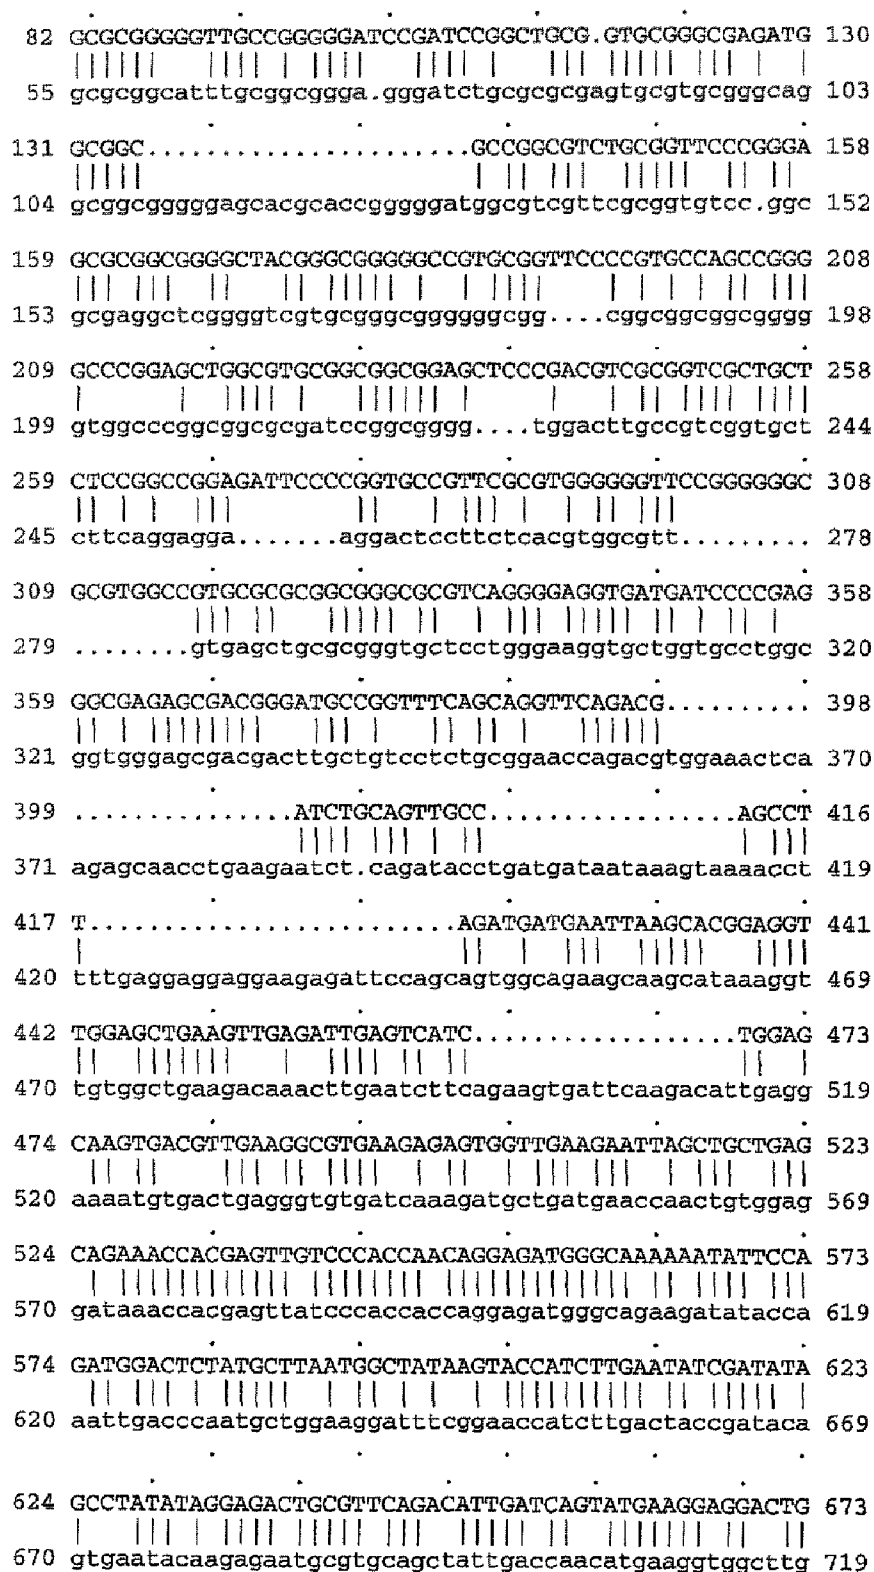 82 GCGCGGGGGTTGCCGGGGGATCCGATCCGGCTGCG.GTGCGGGCGAGATG 130
55 gcgcggcatttgcggcggga.gggatctgcgcgcgagtgcgtgcgggcag 103
131 GCGGC......................GCCGGCGTCTGCGGTTCCCGGGA 158
104 gcggcgggggagcacgcaccgggggatggcgtcgttcgcggtgtcc.ggc 152
159 GCGCGGCGGGGCTACGGGCGGGGGCCGTGCGGTTCCCCGTGCCAGCCGGG 208
153 gcgaggctcggggtcgtgcgggcggggggcgg....cggcggcggcgggg 198
209 GCCCGGAGCTGGCGTGCGGCGGCGGAGCTCCCGACGTCGCGGTCGCTGCT 258
199 gtggcccggcggcgcgatccggcgggg....tggacttgccgtcggtgct 244
259 CTCCGGCCGGAGATTCCCCGGTGCCGTTCGCGTGGGGGGTTCCGGGGGGC 308
245 cttcaggagga.......aggactccttctcacgtggcgtt......... 278
309 GCGTGGCCGTGCGCGCGGCGGGCGCGTCAGGGGAGGTGATGATCCCCGAG 358
279 ........gtgagctgcgcgggtgctcctgggaaggtgctggtgcctggc 320
359 GGCGAGAGCGACGGGATGCCGGTTTCAGCAGGTTCAGACG.......... 398
321 ggtgggagcgacgacttgctgtcctctgcggaaccagacgtggaaactca 370
399 ...............ATCTGCAGTTGCC.................AGCCT 416
371 agagcaacctgaagaatct.cagatacctgatgataataaagtaaaacct 419
417 T.........................AGATGATGAATTAAGCACGGAGGT 441
420 tttgaggaggaggaagagattccagcagtggcagaagcaagcataaaggt 469
442 TGGAGCTGAAGTTGAGATTGAGTCATC..................TGGAG 473
470 tgtggctgaagacaaacttgaatcttcagaagtgattcaagacattgagg 519
474 CAAGTGACGTTGAAGGCGTGAAGAGAGTGGTTGAAGAATTAGCTGCTGAG 523
520 aaaatgtgactgagggtgtgatcaaagatgctgatgaaccaactgtggag 569
524 CAGAAACCACGAGTTGTCCCACCAACAGGAGATGGGCAAAAAATATTCCA 573
570 gataaaccacgagttatcccaccaccaggagatgggcagaagatatacca 619
574 GATGGACTCTATGCTTAATGGCTATAAGTACCATCTTGAATATCGATATA 623
620 aattgacccaatgctggaaggatttcggaaccatcttgactaccgataca 669
624 GCCTATATAGGAGACTGCGTTCAGACATTGATCAGTATGAAGGAGGACTG 673
670 gtgaatacaagagaatgcgtgcagctattgaccaacatgaaggtggcttg 719